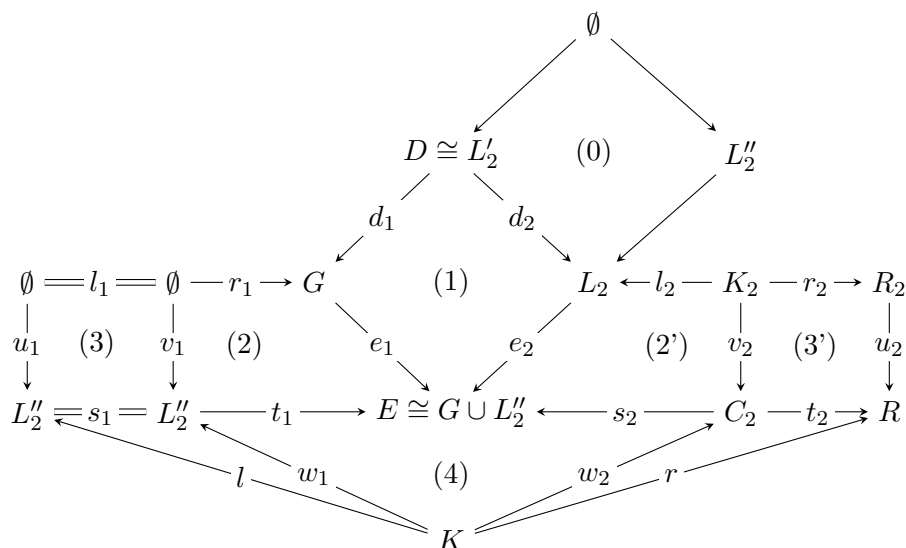 ∅
D ≅ L′₂ (0) L″₂
d₁ d₂
∅ l₁ ∅ r₁ G (1) L₂ l₂ K₂ r₂ R₂
u₁ (3) v₁ (2) e₁ e₂ (2') v₂ (3') u₂
L″₂ s₁ L″₂ t₁ E ≅ G ∪ L″₂ s₂ C₂ t₂ R
l w₁ (4) w₂ r
K